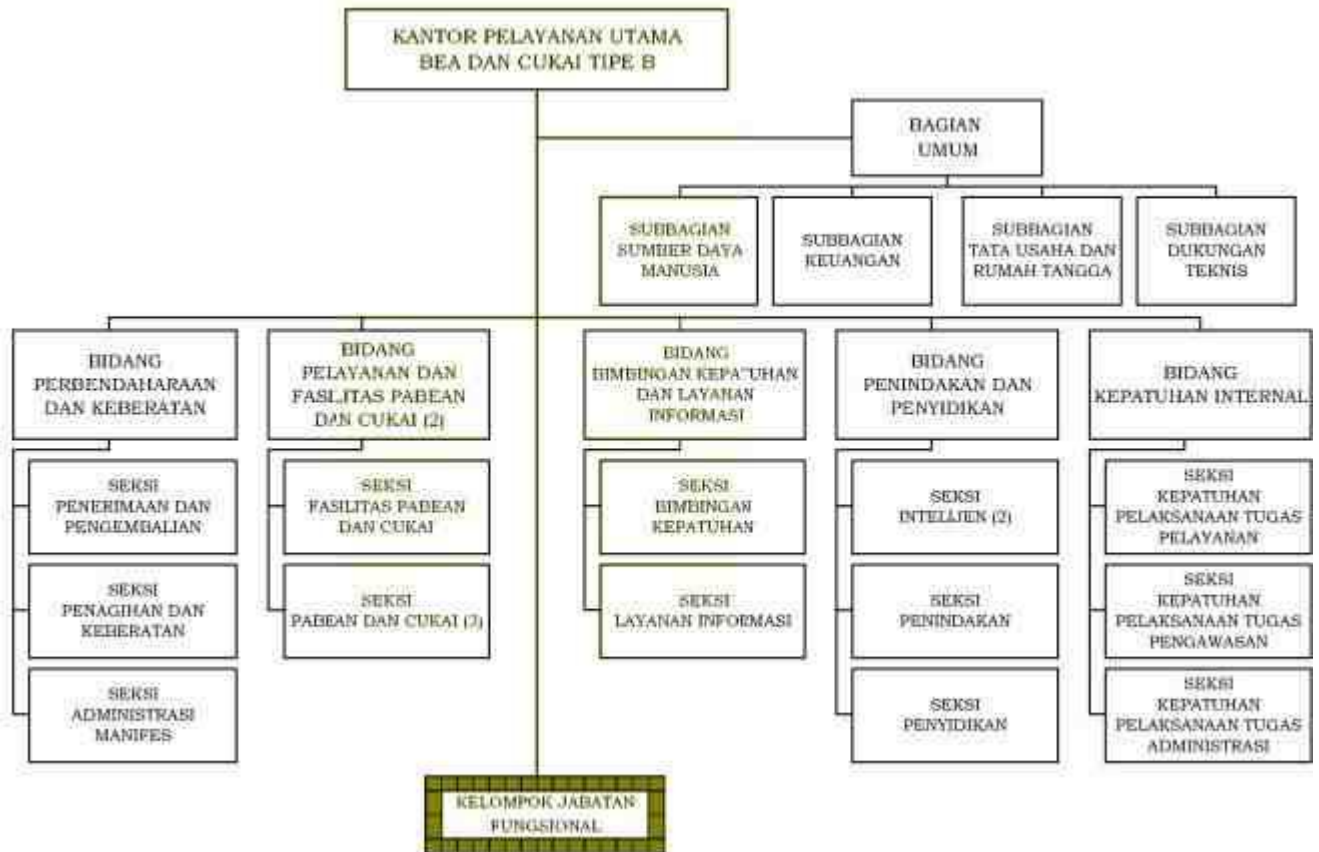 KANTOR PELAYANAN UTAMA
BEA DAN CUKAI TIPE B
BAGIAN
UMUM
SUBBAGIAN
SUMBER DAYA
MANUSIA
SUBBAGIAN
KEUANGAN
SUBBAGIAN
TATA USAHA DAN
RUMAH TANGGA
SUBBAGIAN
DUKUNGAN
TEKNIS
BIDANG
PERBENDAHARAAN
DAN KEBERATAN
BIDANG
PELAYANAN DAN
FASLITAS PABEAN
DAN CUKAI (2)
BIDANG
BIMBINGAN KEPATUHAN
DAN LAYANAN
INFORMASI
BIDANG
PENINDAKAN DAN
PENYIDIKAN
BIDANG
KEPATUHAN INTERNAL
SEKSI
PENERIMAAN DAN
PENGEMBALIAN
SEKSI
PENAGIHAN DAN
KEBERATAN
SEKSI
ADMINISTRASI
MANIFES
SEKSI
FASILITAS PABEAN
DAN CUKAI
SEKSI
PABEAN DAN CUKAI (3)
SEKSI
BIMBINGAN
KEPATUHAN
SEKSI
LAYANAN INFORMASI
SEKSI
INTELIJEN (2)
SEKSI
PENINDAKAN
SEKSI
PENYIDIKAN
SEKSI
KEPATUHAN
PELAKSANAAN TUGAS
PELAYANAN
SEKSI
KEPATUHAN
PELAKSANAAN TUGAS
PENGAWASAN
SEKSI
KEPATUHAN
PELAKSANAAN TUGAS
ADMINISTRASI
KELOMPOK JABATAN
FUNGSIONAL